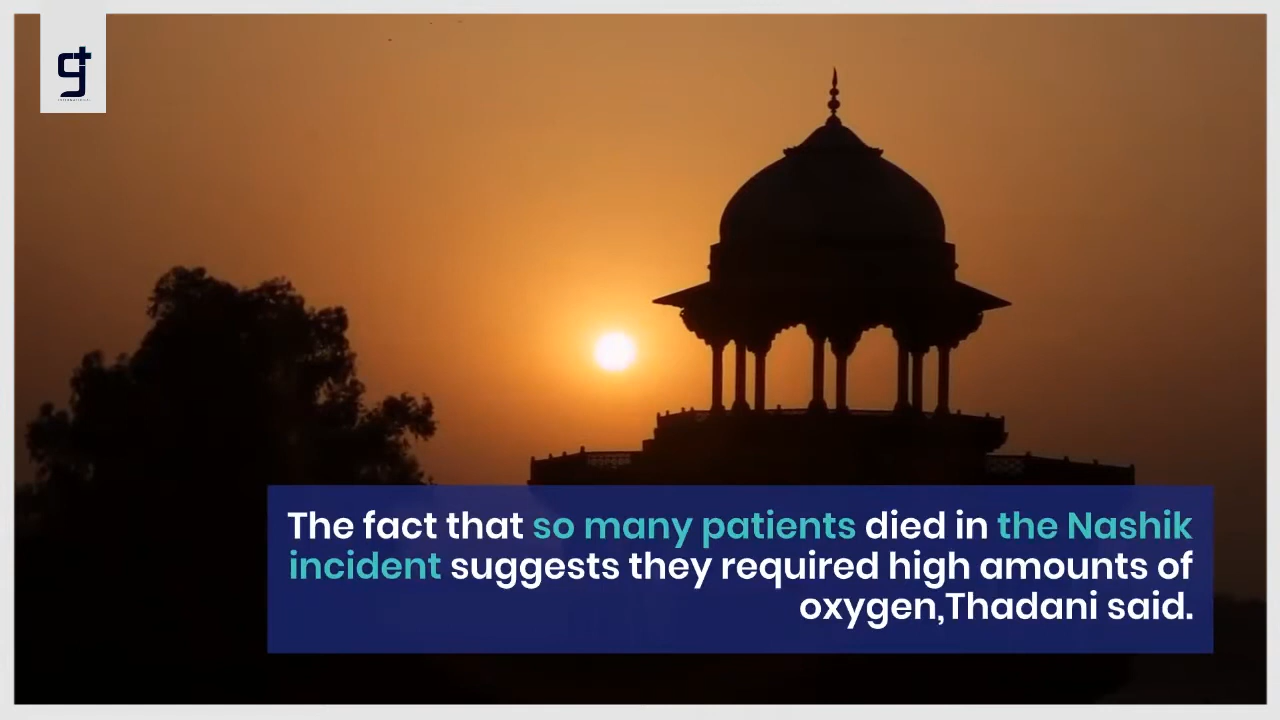 gt
The fact that so many patients died in the Nashik
incident suggests they required high amounts of
oxygen,Thadani said.